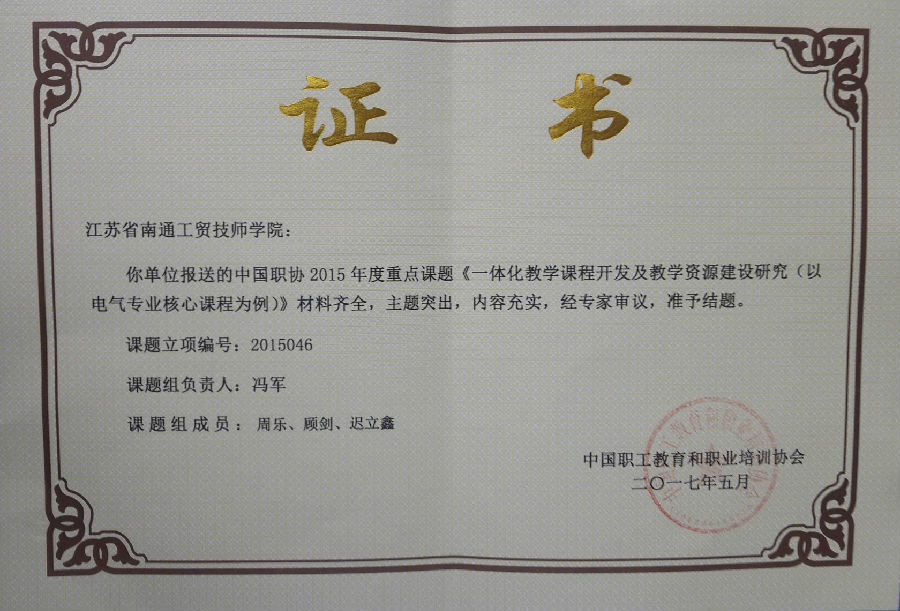 证书
江苏省南通工贸技师学院：
你单位报送的中国职协 2015 年度重点课题《一体化教学课程开发及教学资源建设研究（以
电气专业核心课程为例）》材料齐全，主题突出，内容充实，经专家审议，准予结题。
课题立项编号：2015046
课题组负责人：冯军
课题组成员：周乐、顾剑、迟立鑫
中国职工教育和职业培训协会
二〇一七年五月